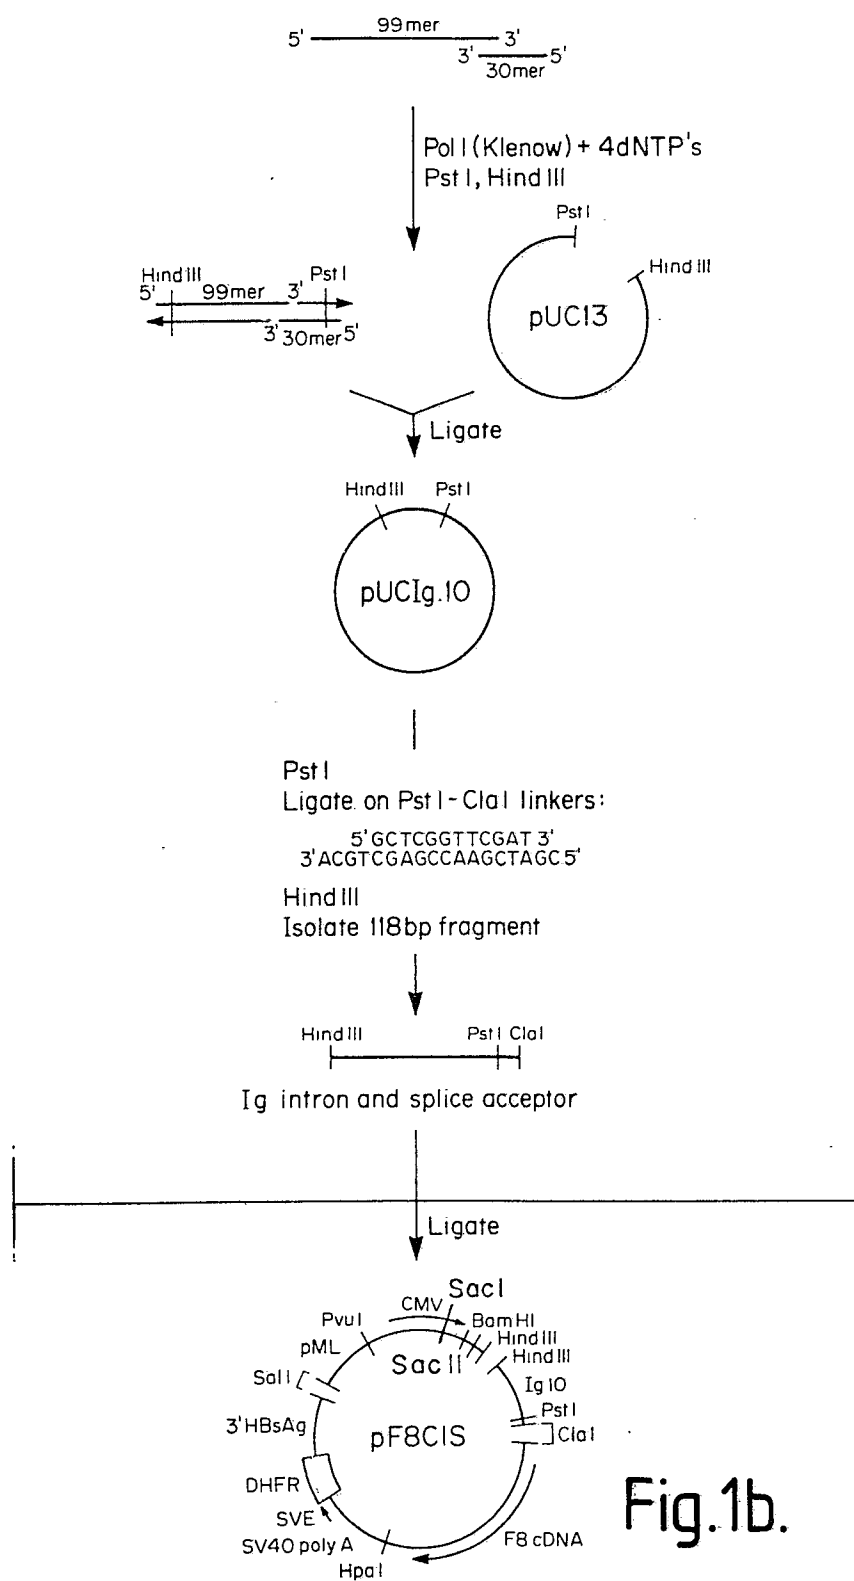 99mer
5' 3'
3' 5'
30mer
Pol I (Klenow) + 4dNTP's
Pst I, Hind III
Pst I
Hind III
pUC13
Hind III Pst I
5' 99mer 3'
3' 30mer 5'
Ligate
Hind III Pst I
pUCIg.10
Pst I
Ligate on Pst I - Cla I linkers:
5' GCTCGGTTCGAT 3'
3' ACGTCGAGCCAAGCTAGC 5'
Hind III
Isolate 118bp fragment
Hind III Pst I Cla I
Ig intron and splice acceptor
Ligate
Sac I
CMV
Pvu I
BamHI
Hind III
pML
Sac II
Hind III
Sal I
Ig 10
Pst I
3'HBsAg
pF8CIS
Cla I
DHFR
SVE
SV40 poly A
F8 cDNA
Hpa I
Fig.1b.